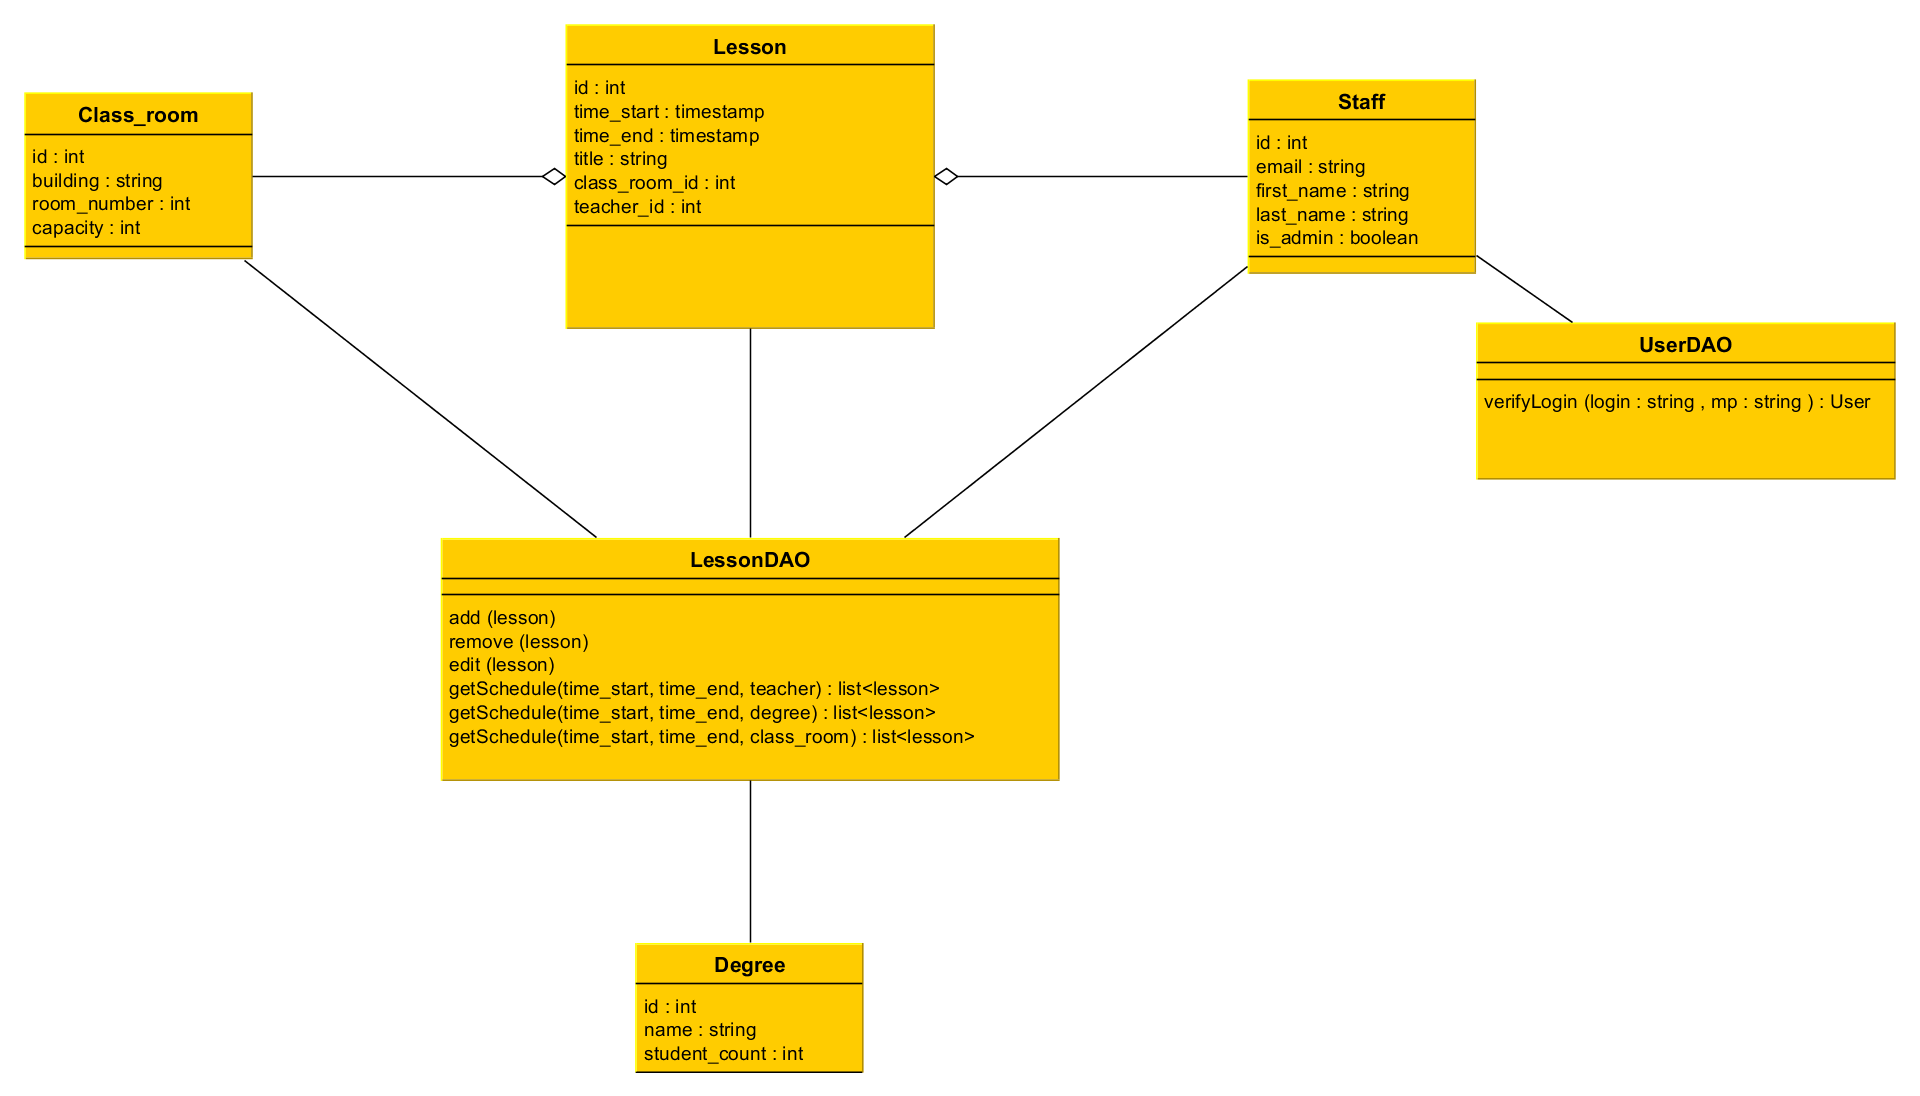 Lesson
id : int
time_start : timestamp
time_end : timestamp
title : string
class_room_id : int
teacher_id : int
Class_room
id : int
building : string
room_number : int
capacity : int
Staff
id : int
email : string
first_name : string
last_name : string
is_admin : boolean
UserDAO
verifyLogin (login : string , mp : string ) : User
LessonDAO
add (lesson)
remove (lesson)
edit (lesson)
getSchedule(time_start, time_end, teacher) : list<lesson>
getSchedule(time_start, time_end, degree) : list<lesson>
getSchedule(time_start, time_end, class_room) : list<lesson>
Degree
id : int
name : string
student_count : int